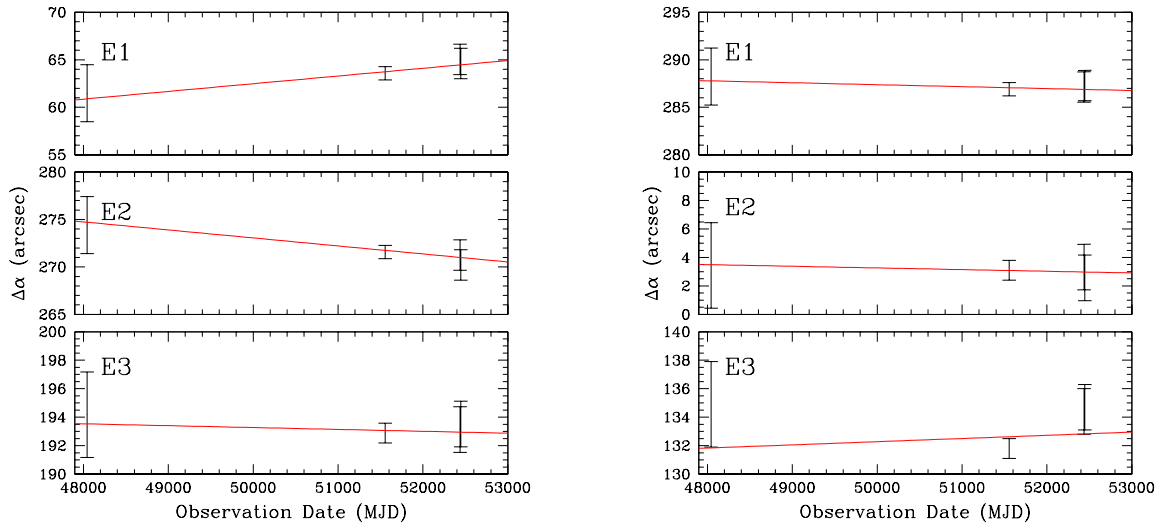 E1
70
65
60
55
E2
280
275
270
265
E3
200
198
196
194
192
190
48000 49000 50000 51000 52000 53000
Observation Date (MJD)
Δα (arcsec)
E1
295
290
285
280
E2
10
8
6
4
2
0
E3
140
138
136
134
132
130
48000 49000 50000 51000 52000 53000
Observation Date (MJD)
Δα (arcsec)